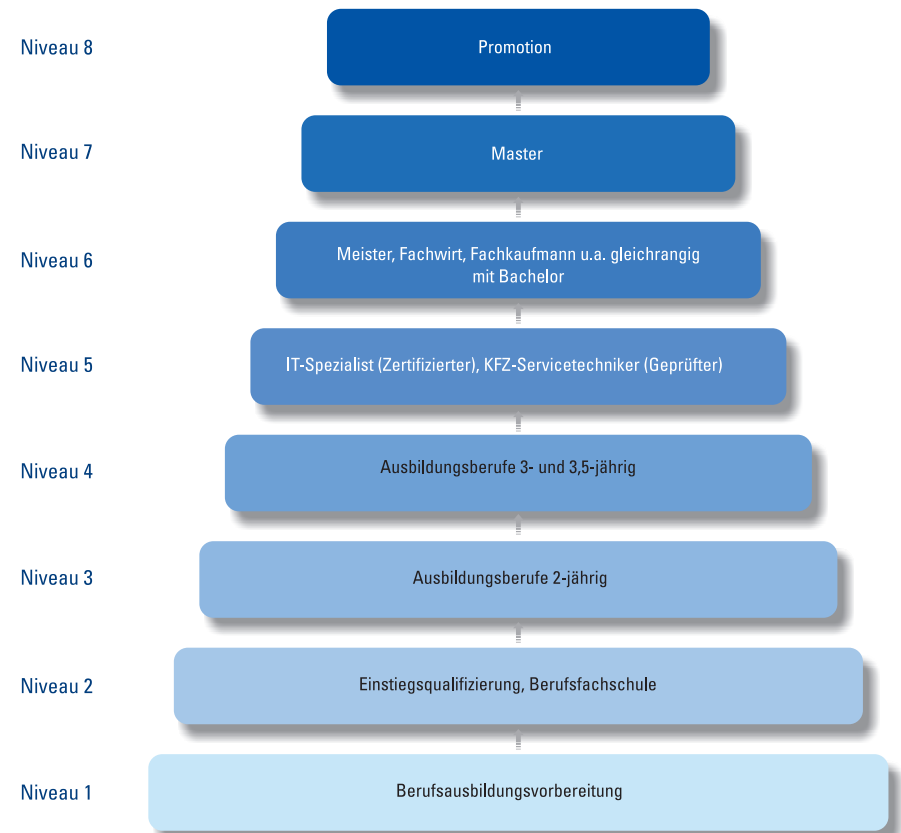 Niveau 8
Promotion
Niveau 7
Master
Niveau 6
Meister, Fachwirt, Fachkaufmann u.a. gleichrangig
mit Bachelor
Niveau 5
IT-Spezialist (Zertifizierter), KFZ-Servicetechniker (Geprüfter)
Niveau 4
Ausbildungsberufe 3- und 3,5-jährig
Niveau 3
Ausbildungsberufe 2-jährig
Niveau 2
Einstiegsqualifizierung, Berufsfachschule
Niveau 1
Berufsausbildungsvorbereitung